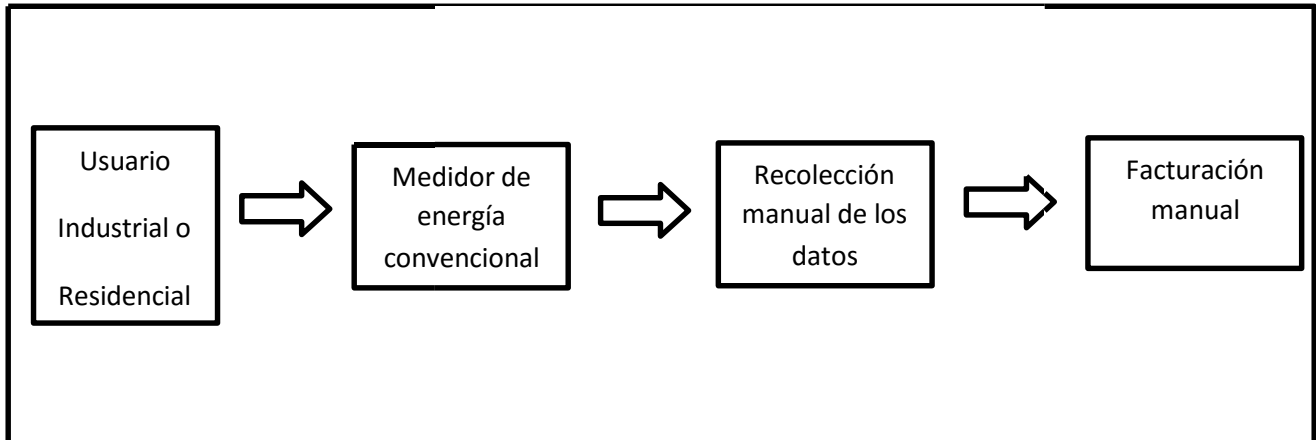 Usuario
Industrial o
Residencial
Medidor de
energía
convencional
Recolección
manual de los
datos
Facturación
manual